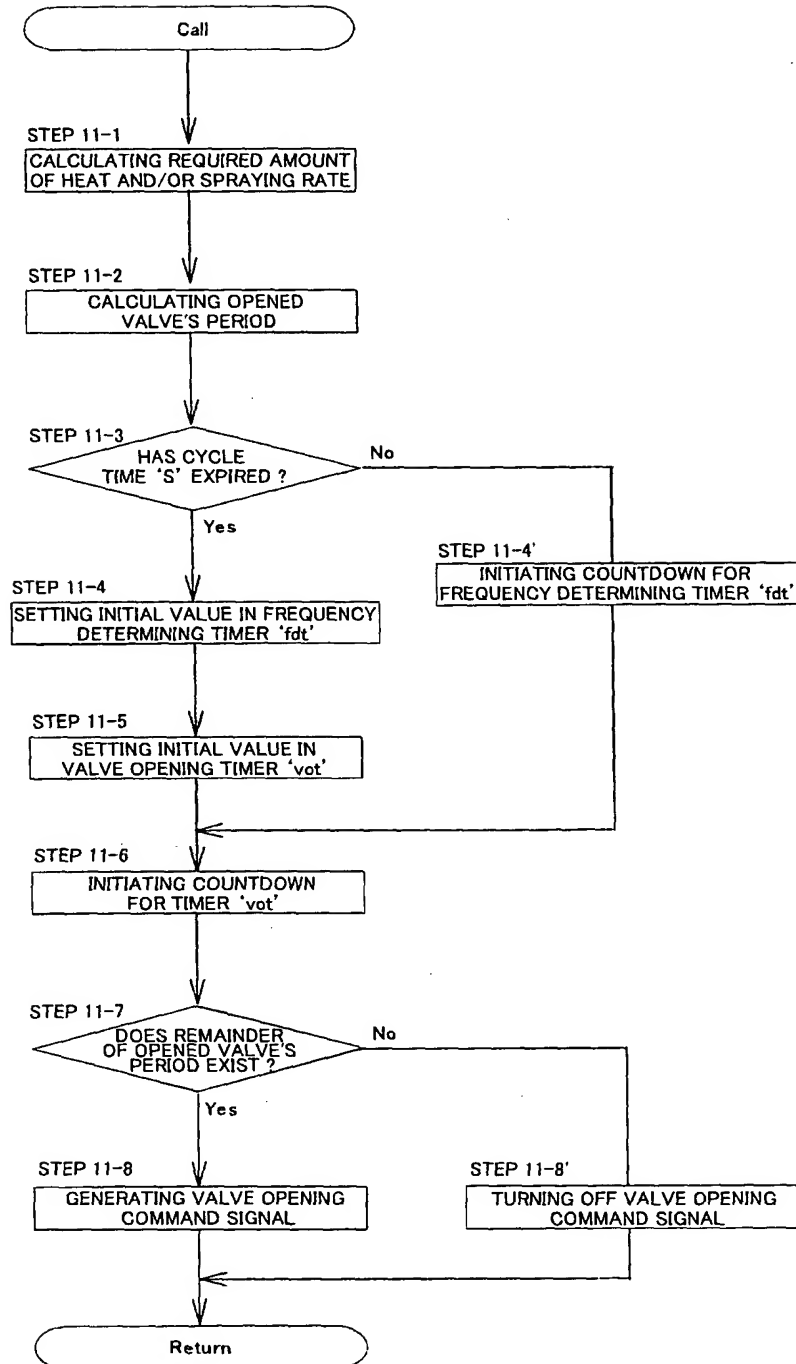 Call
STEP 11-1
CALCULATING REQUIRED AMOUNT
OF HEAT AND/OR SPRAYING RATE
STEP 11-2
CALCULATING OPENED
VALVE'S PERIOD
STEP 11-3
HAS CYCLE
TIME 'S' EXPIRED ?
No
Yes
STEP 11-4
SETTING INITIAL VALUE IN FREQUENCY
DETERMINING TIMER 'fdt'
STEP 11-4'
INITIATING COUNTDOWN FOR
FREQUENCY DETERMINING TIMER 'fdt'
STEP 11-5
SETTING INITIAL VALUE IN
VALVE OPENING TIMER 'vot'
STEP 11-6
INITIATING COUNTDOWN
FOR TIMER 'vot'
STEP 11-7
DOES REMAINDER
OF OPENED VALVE'S
PERIOD EXIST ?
No
Yes
STEP 11-8
GENERATING VALVE OPENING
COMMAND SIGNAL
STEP 11-8'
TURNING OFF VALVE OPENING
COMMAND SIGNAL
Return